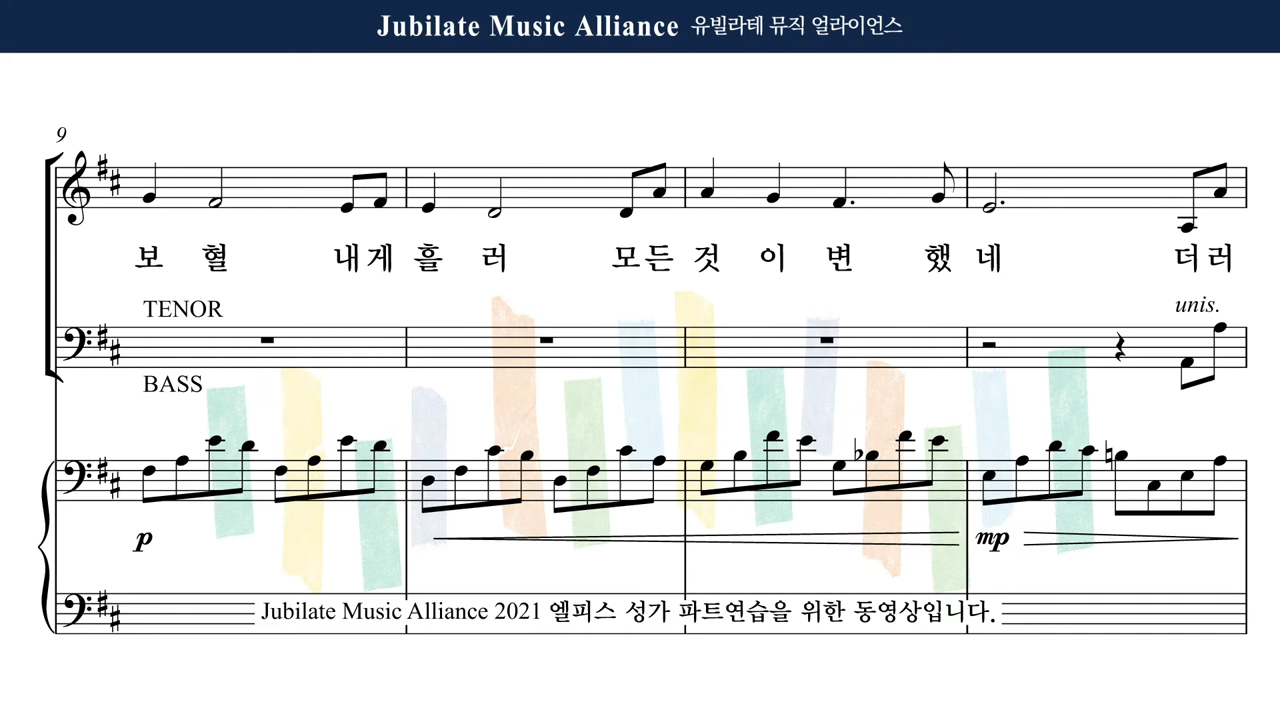 Jubilate Music Alliance 유빌라테 뮤직 얼라이언스
9
보 혈 내게 흘 러 모든 것 이 변 했 네 더러
TENOR
unis.
BASS
p
mp
Jubilate Music Alliance 2021 엘피스 성가 파트연습을 위한 동영상입니다.